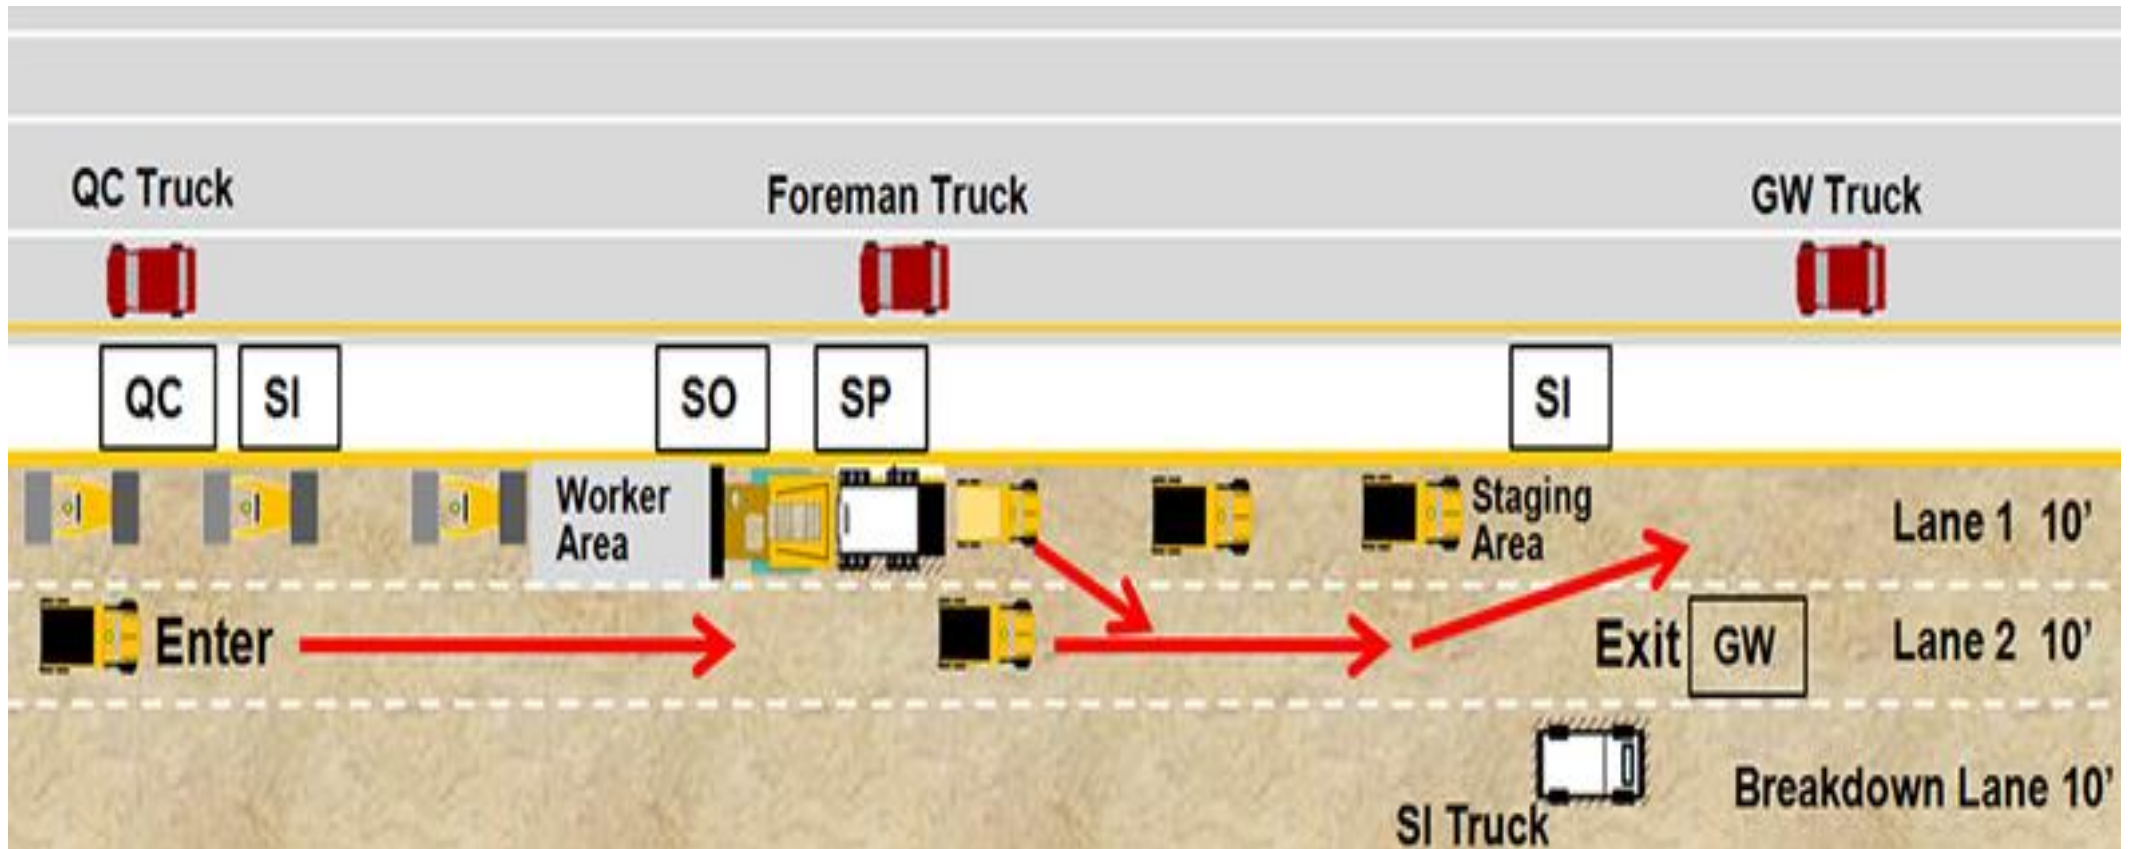 QC Truck
Foreman Truck
GW Truck
QC
SI
SO
SP
SI
Worker
Area
Staging
Area
Lane 1 10'
Enter
Exit
GW
Lane 2 10'
Breakdown Lane 10'
SI Truck